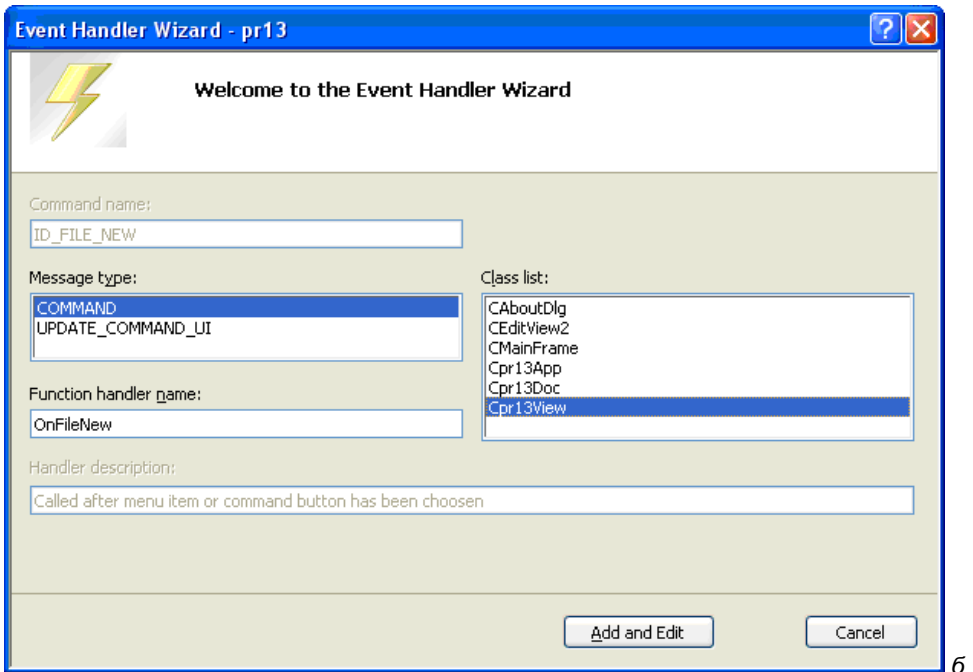 Event Handler Wizard - pr13
Welcome to the Event Handler Wizard
Command name:
ID_FILE_NEW
Message type:
COMMAND
UPDATE_COMMAND_UI
Class list:
CAboutDlg
CEditView2
CMainFrame
Cpr13App
Cpr13Doc
Cpr13View
Function handler name:
OnFileNew
Handler description:
Called after menu item or command button has been choosen
Add and Edit
Cancel
б